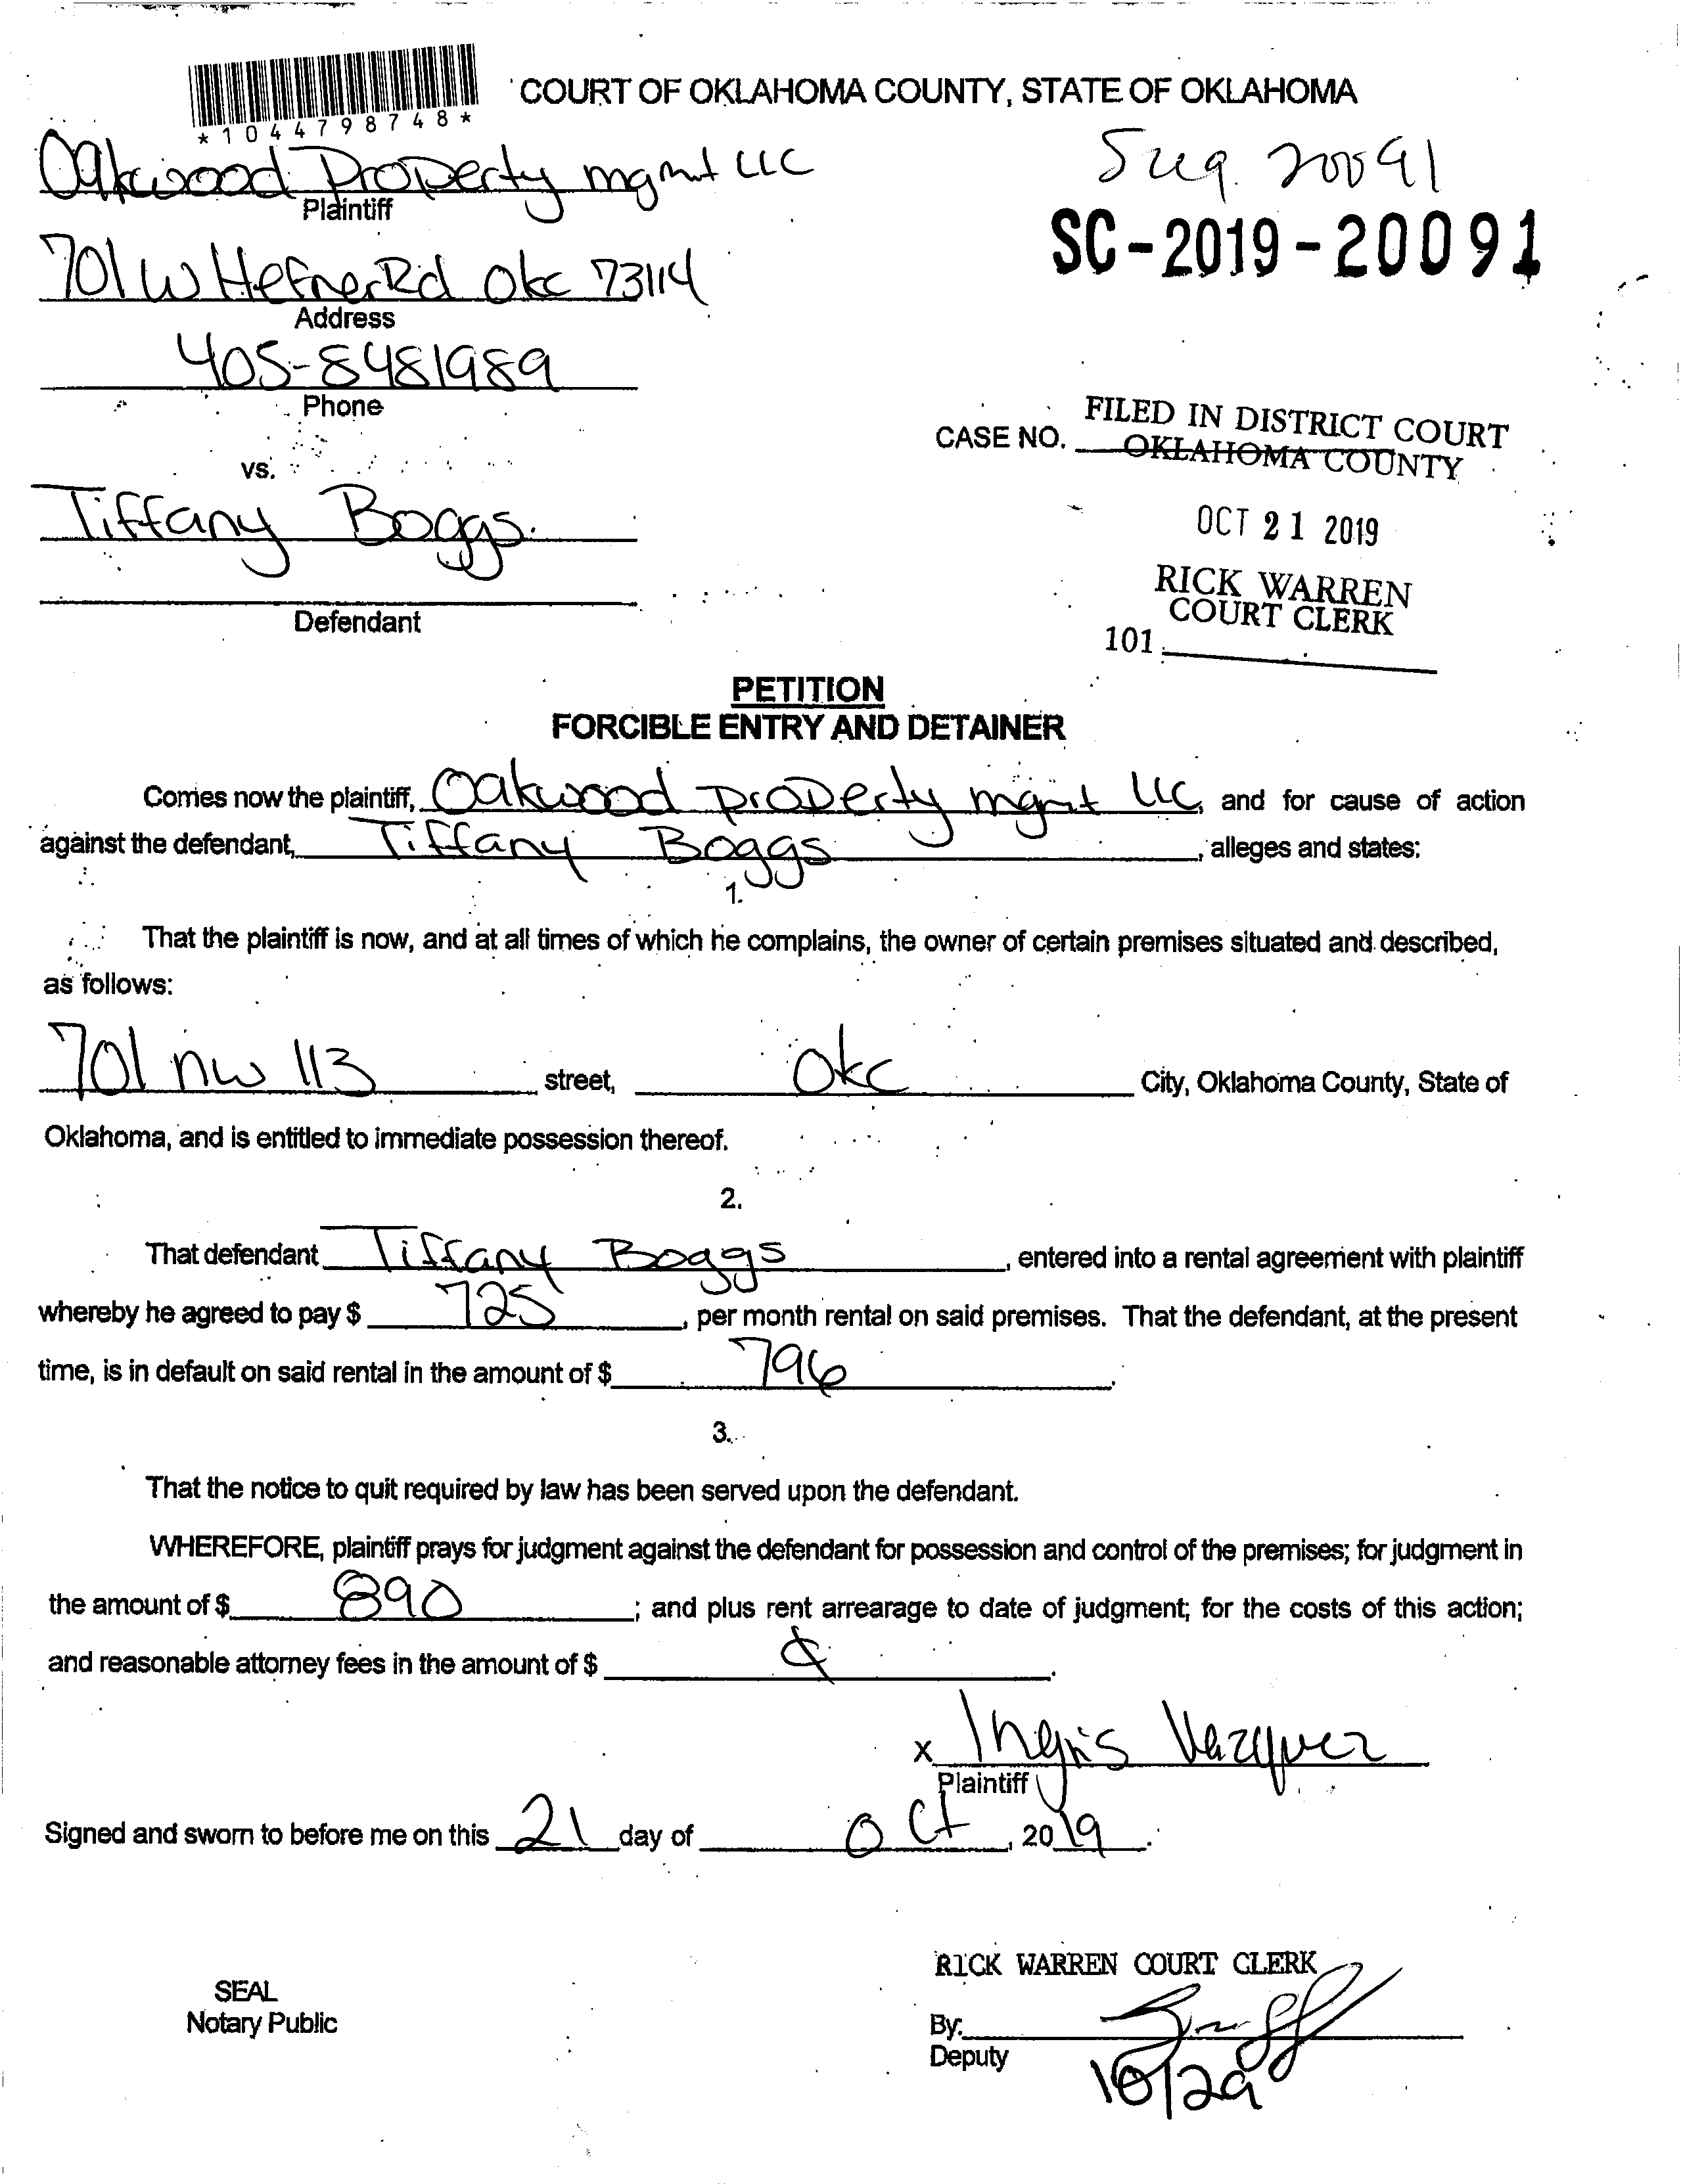 *1044798748*
COURT OF OKLAHOMA COUNTY, STATE OF OKLAHOMA
Oakwood Property mgmt LLC
Plaintiff
20091
SC-2019-20091
701 W Hefner Rd Okc 73114
Address
405-8481989
Phone
CASE NO.
FILED IN DISTRICT COURT
OKLAHOMA COUNTY
vs.
Tiffany Boggs
OCT 21 2019
RICK WARREN
COURT CLERK
Defendant
101
PETITION
FORCIBLE ENTRY AND DETAINER
Comes now the plaintiff, Oakwood property mgmt LLC, and for cause of action
against the defendant, Tiffany Boggs, alleges and states:
1.
That the plaintiff is now, and at all times of which he complains, the owner of certain premises situated and described,
as follows:
701 nw 113 street, Okc City, Oklahoma County, State of
Oklahoma, and is entitled to immediate possession thereof.
2.
That defendant Tiffany Boggs, entered into a rental agreement with plaintiff
whereby he agreed to pay $ 725, per month rental on said premises. That the defendant, at the present
time, is in default on said rental in the amount of $ 796.
3.
That the notice to quit required by law has been served upon the defendant.
WHEREFORE, plaintiff prays for judgment against the defendant for possession and control of the premises; for judgment in
the amount of $ 890; and plus rent arrearage to date of judgment; for the costs of this action;
and reasonable attorney fees in the amount of $
x Ingris Vazquez
Plaintiff
Signed and sworn to before me on this 21 day of Oct, 2019.
RICK WARREN COURT CLERK
SEAL
Notary Public
By:
Deputy
10/29